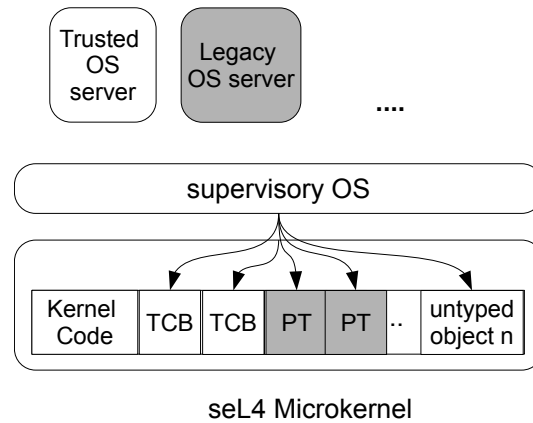 Trusted
OS
server
Legacy
OS server
....
supervisory OS
Kernel
Code
TCB
TCB
PT
PT
..
untyped
object n
seL4 Microkernel